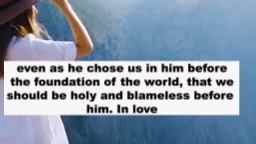 even as he chose us in him before
the foundation of the world, that we
should be holy and blameless before
him. In love